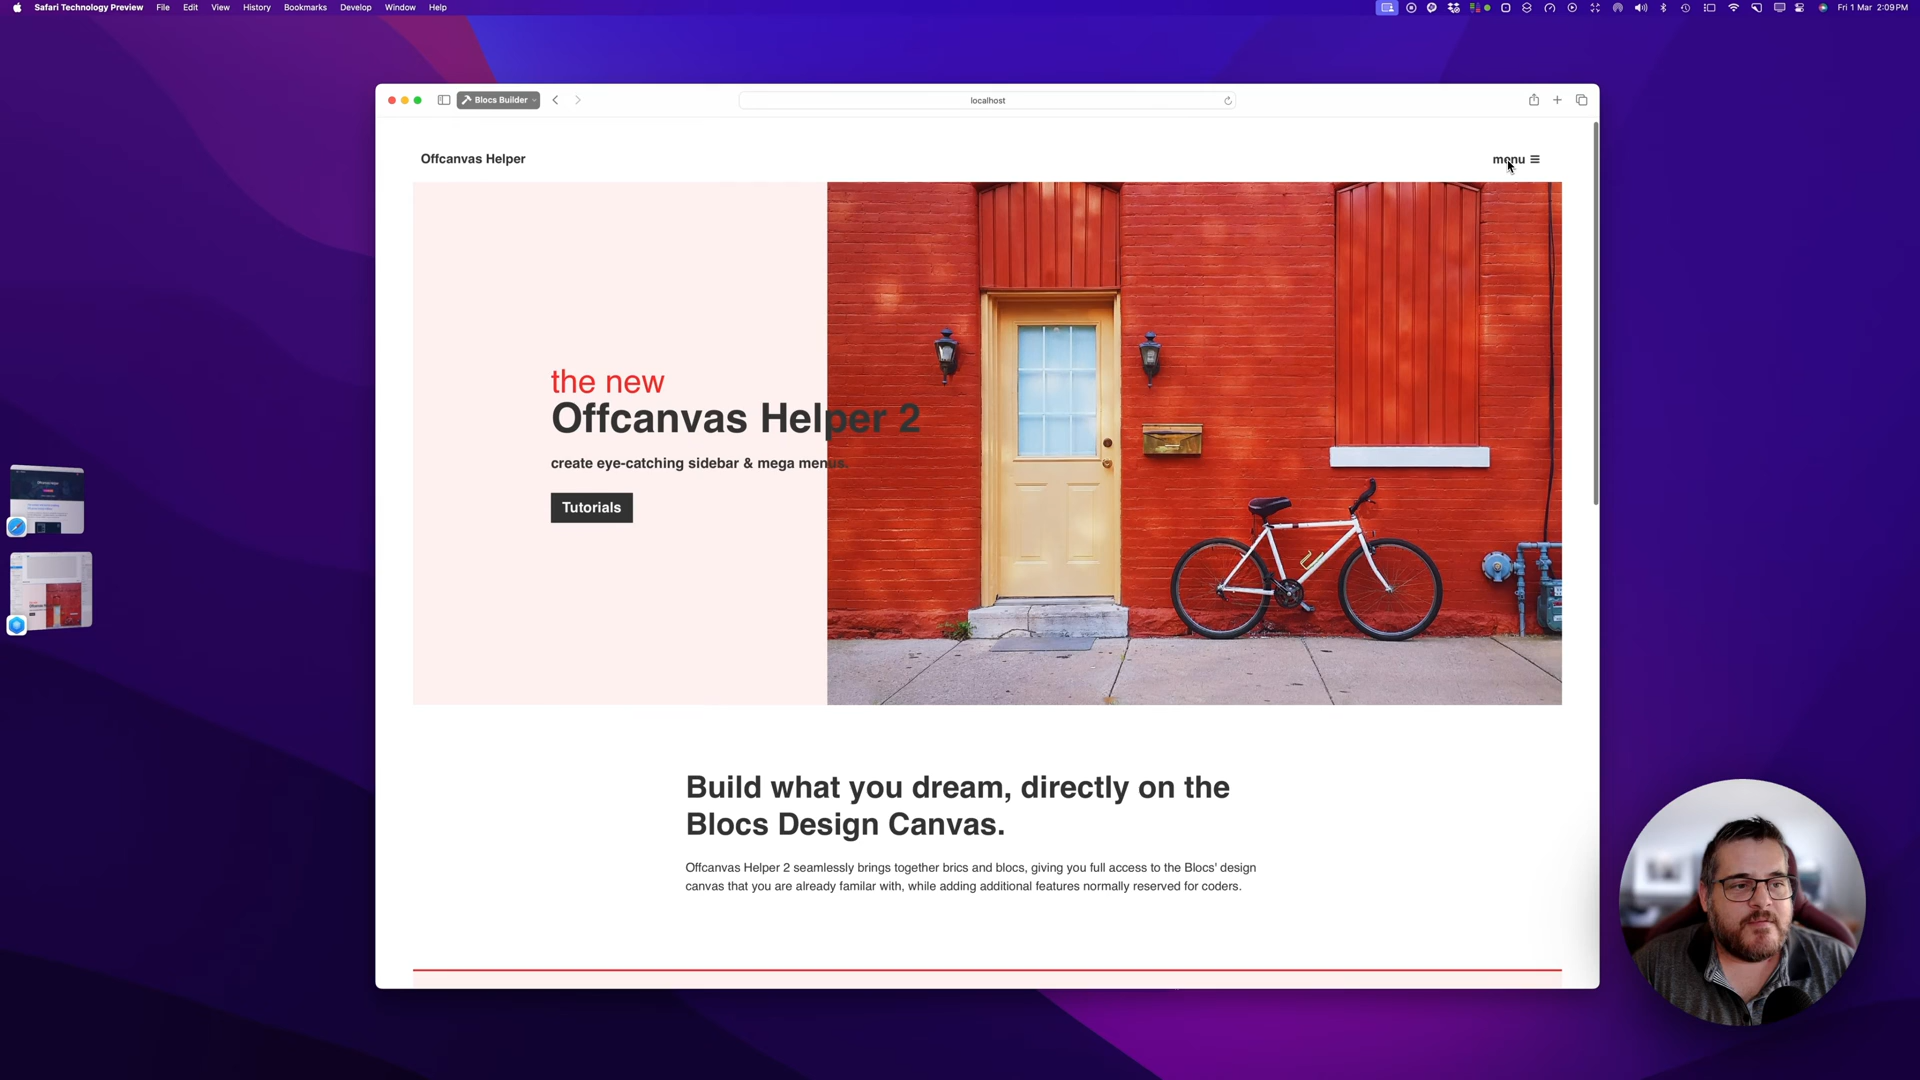 Safari Technology Preview File Edit View History Bookmarks Develop Window Help
Fri 1 Mar 2:09 PM
Blocs Builder
localhost
Offcanvas Helper
menu
the new
Offcanvas Helper 2
create eye-catching sidebar & mega menus.
Tutorials
Build what you dream, directly on the
Blocs Design Canvas.
Offcanvas Helper 2 seamlessly brings together brics and blocs, giving you full access to the Blocs' design
canvas that you are already familar with, while adding additional features normally reserved for coders.